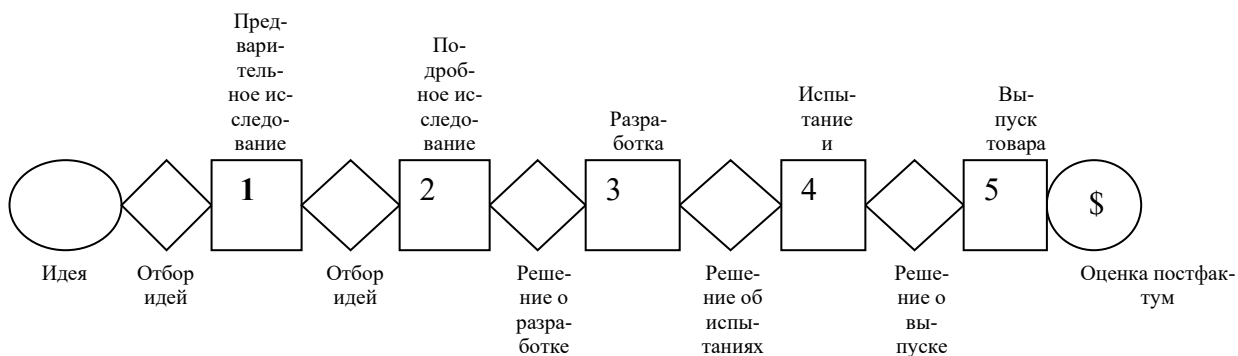 Пред-
вари-
тель-
ное ис-
следо-
вание
По-
дроб-
ное ис-
следо-
вание
Разра-
ботка
Испы-
тание
и
Вы-
пуск
товара
1
2
3
4
5
$
Идея
Отбор
идей
Отбор
идей
Реше-
ние о
разра-
ботке
Реше-
ние об
испы-
таниях
Реше-
ние о
вы-
пуске
Оценка постфак-
тум